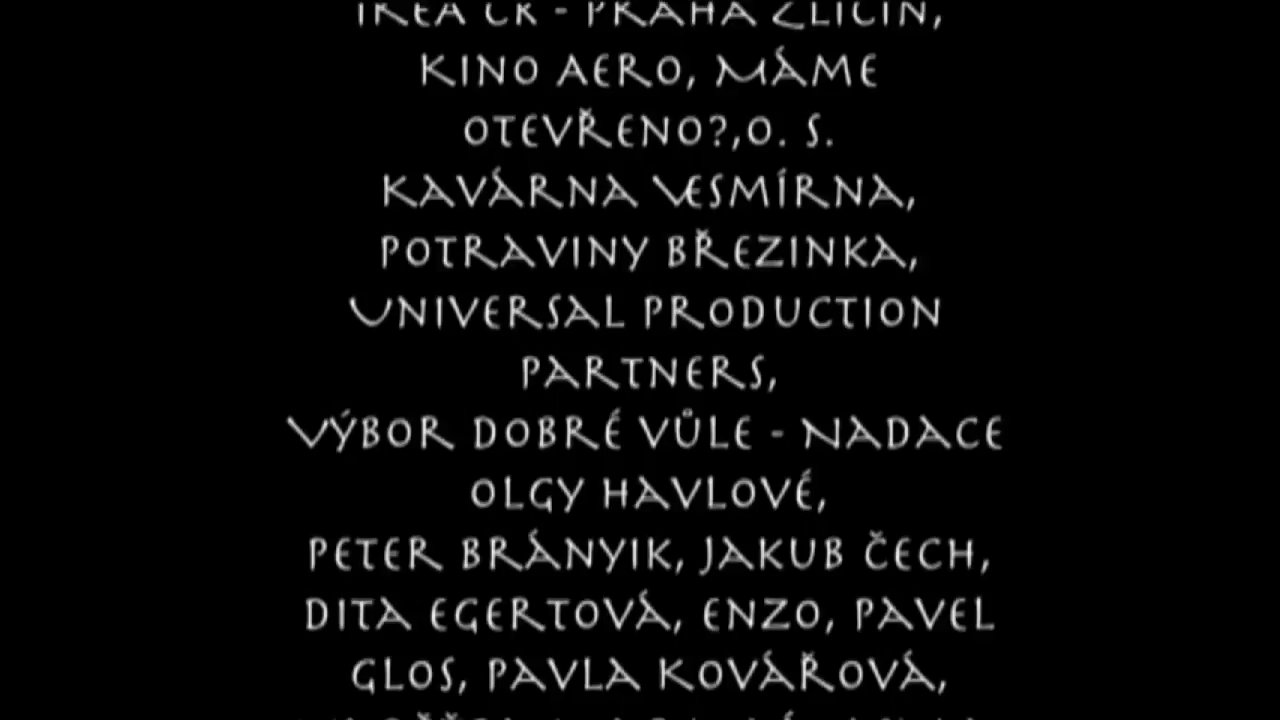 IKEA ČR - PRAHA ZLIČÍN,
KINO AERO, MÁME
OTEVŘENO?,O. S.
KAVÁRNA VESMÍRNA,
POTRAVINY BŘEZINKA,
UNIVERSAL PRODUCTION
PARTNERS,
VÝBOR DOBRÉ VŮLE - NADACE
OLGY HAVLOVÉ,
PETER BRÁNYIK, JAKUB ČECH,
DITA EGERTOVÁ, ENZO, PAVEL
GLOS, PAVLA KOVÁŘOVÁ,